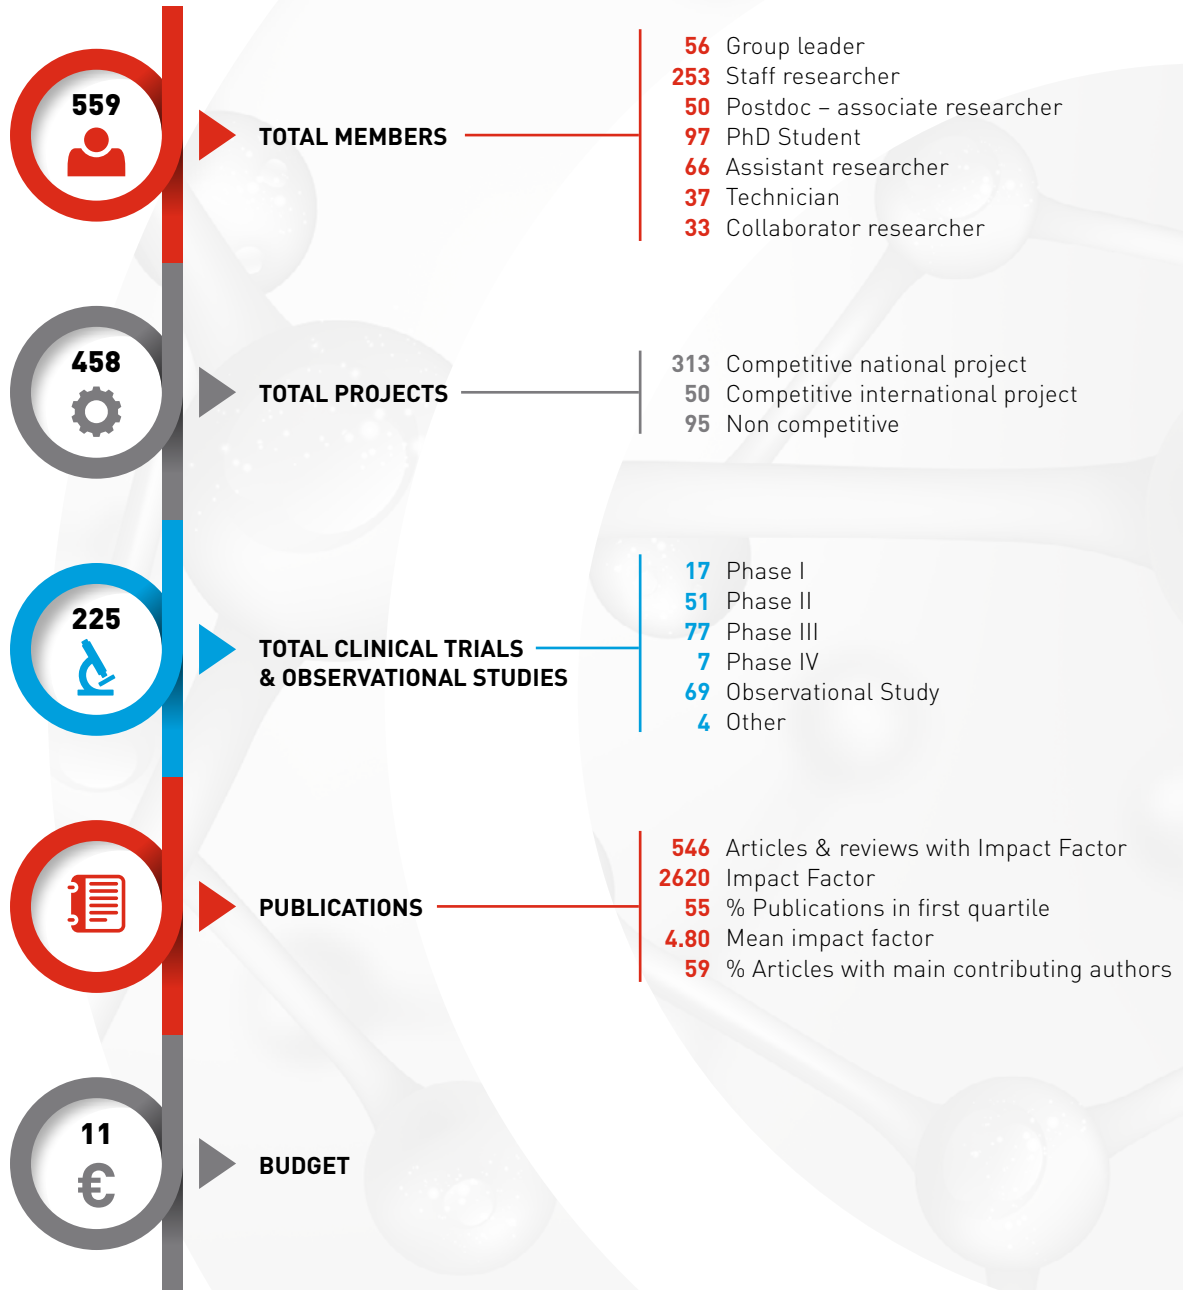 559
TOTAL MEMBERS
56 Group leader
253 Staff researcher
50 Postdoc – associate researcher
97 PhD Student
66 Assistant researcher
37 Technician
33 Collaborator researcher
458
TOTAL PROJECTS
313 Competitive national project
50 Competitive international project
95 Non competitive
225
TOTAL CLINICAL TRIALS
& OBSERVATIONAL STUDIES
17 Phase I
51 Phase II
77 Phase III
7 Phase IV
69 Observational Study
4 Other
PUBLICATIONS
546 Articles & reviews with Impact Factor
2620 Impact Factor
55 % Publications in first quartile
4.80 Mean impact factor
59 % Articles with main contributing authors
11
€
BUDGET